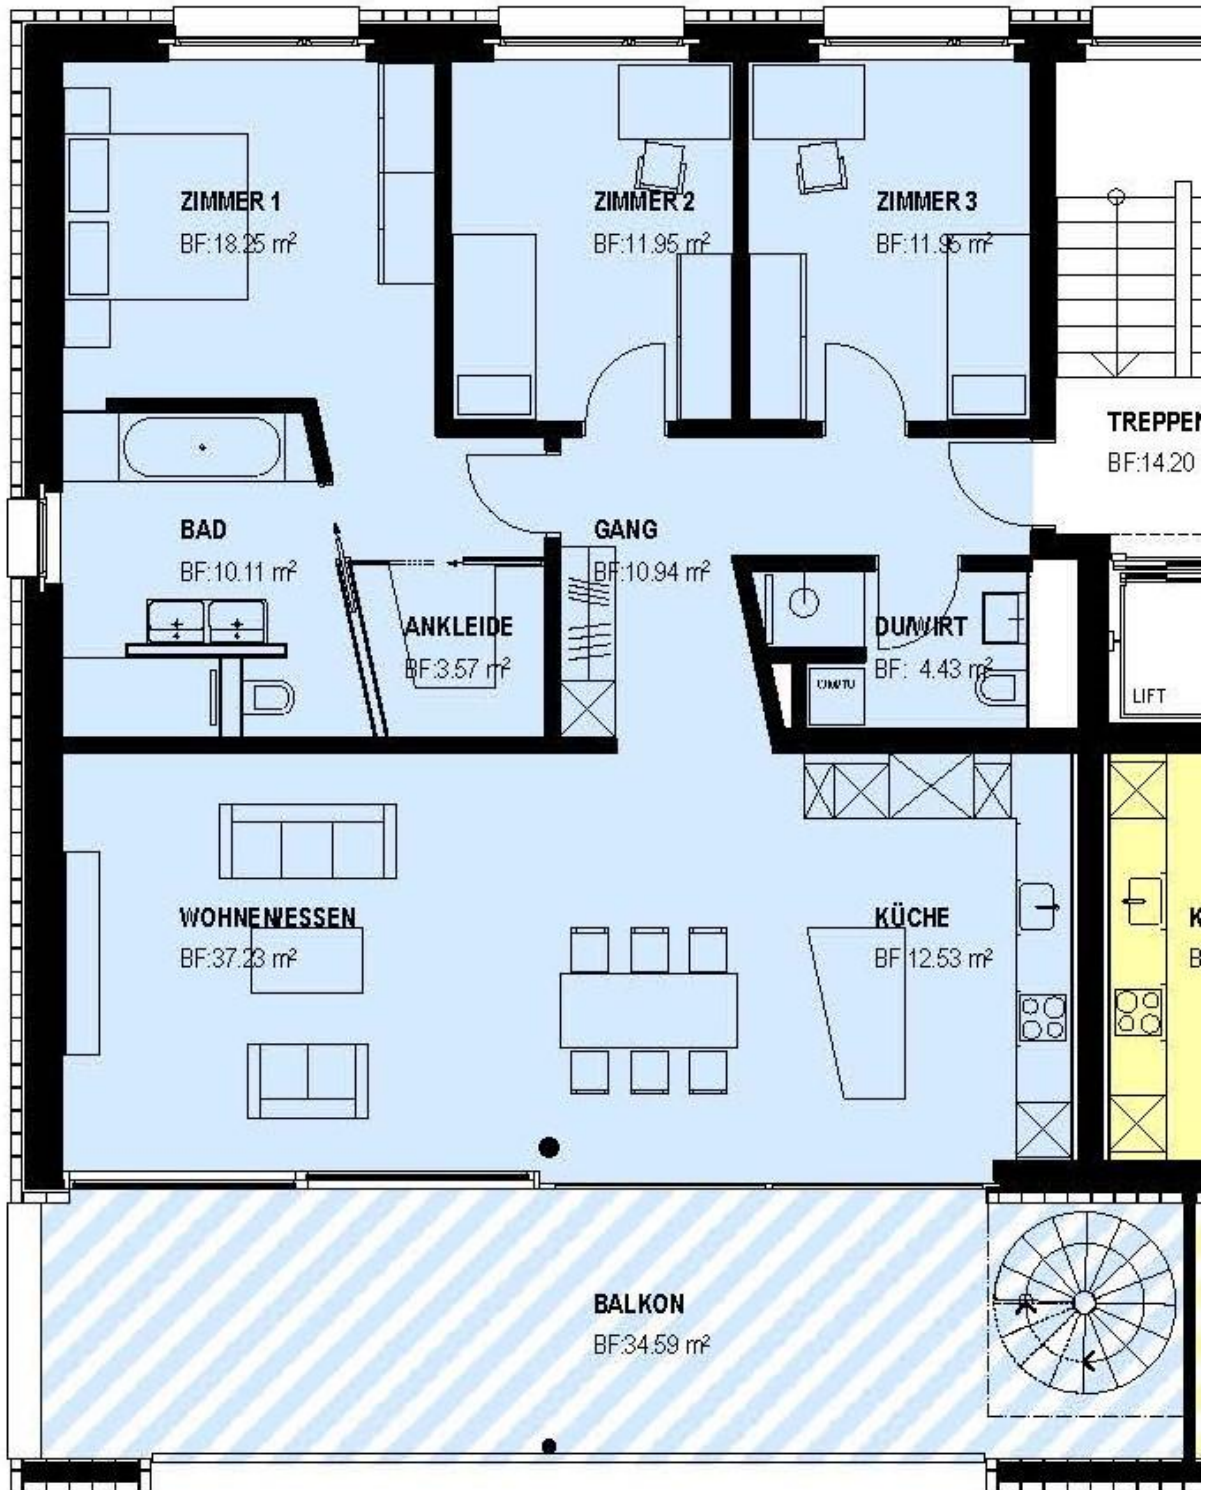 ZIMMER 1
BF:18.25 m²
ZIMMER 2
BF:11.95 m²
ZIMMER 3
BF:11.95 m²
TREPPEN
BF:14.20
BAD
BF:10.11 m²
GANG
BF:10.94 m²
ANKLEIDE
BF:3.57 m²
DU/WIRT
BF: 4.43 m²
LIFT
WOHNEN/ESSEN
BF:37.23 m²
KÜCHE
BF:12.53 m²
K
B
BALKON
BF:34.59 m²